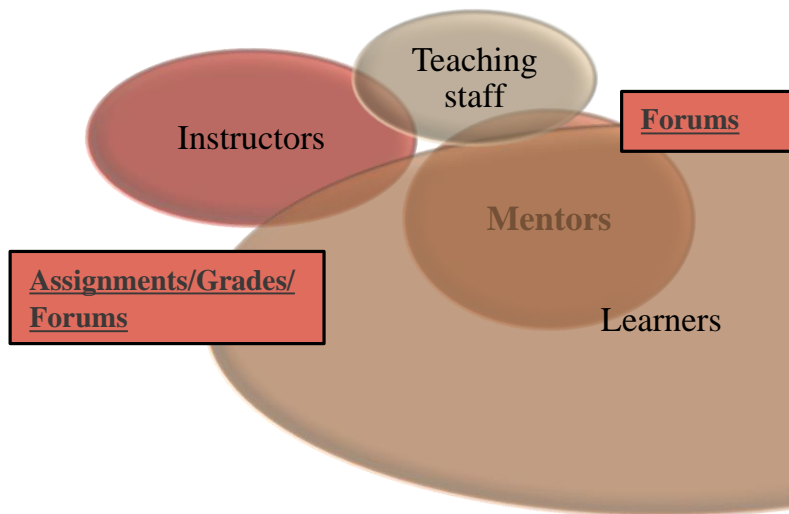 Teaching
staff
Instructors
Forums
Mentors
Assignments/Grades/
Forums
Learners